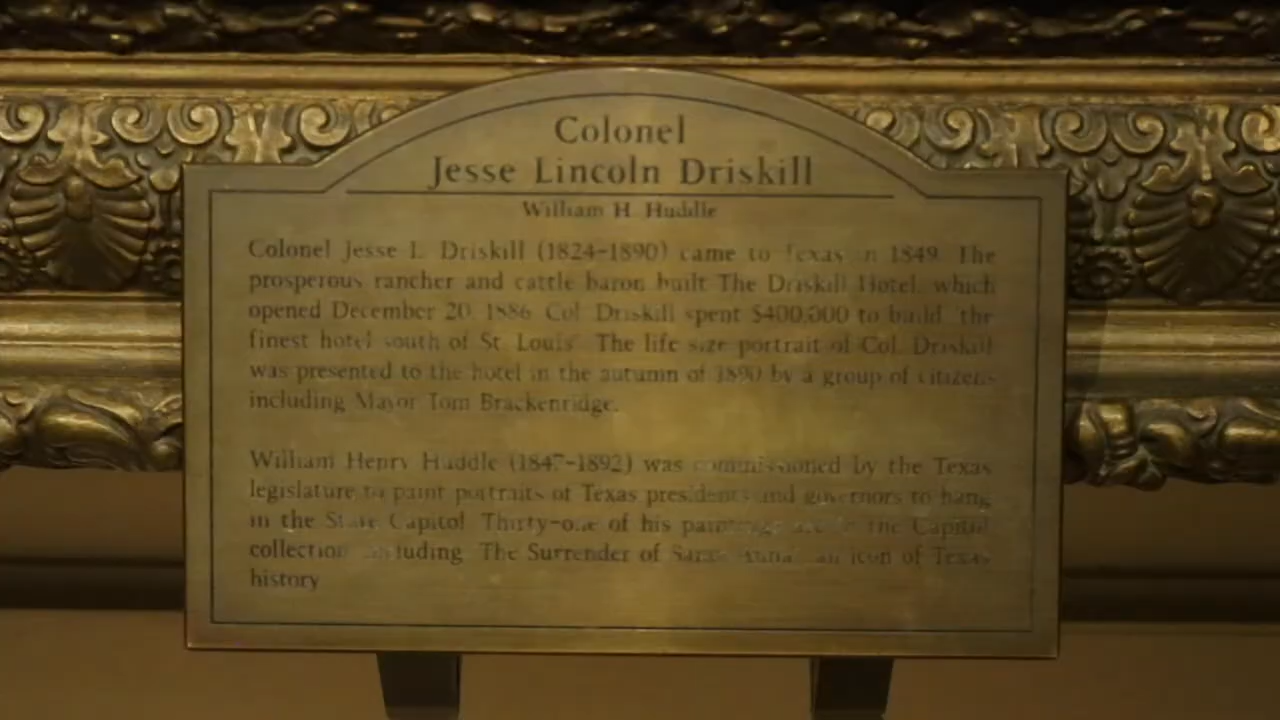 Colonel
Jesse Lincoln Driskill
William H. Huddle
Colonel Jesse L. Driskill (1824-1890) came to Texas in 1849. The
prosperous rancher and cattle baron built The Driskill Hotel, which
opened December 20, 1886. Col. Driskill spent $400,000 to build "the
finest hotel south of St. Louis". The life size portrait of Col. Driskill
was presented to the hotel in the autumn of 1890 by a group of citizens
including Mayor Tom Brackenridge.
William Henry Huddle (1847-1892) was commissioned by the Texas
legislature to paint portraits of Texas presidents and governors to hang
in the State Capitol. Thirty-one of his paintings are in the Capitol
collection including "The Surrender of Santa Anna" an icon of Texas
history